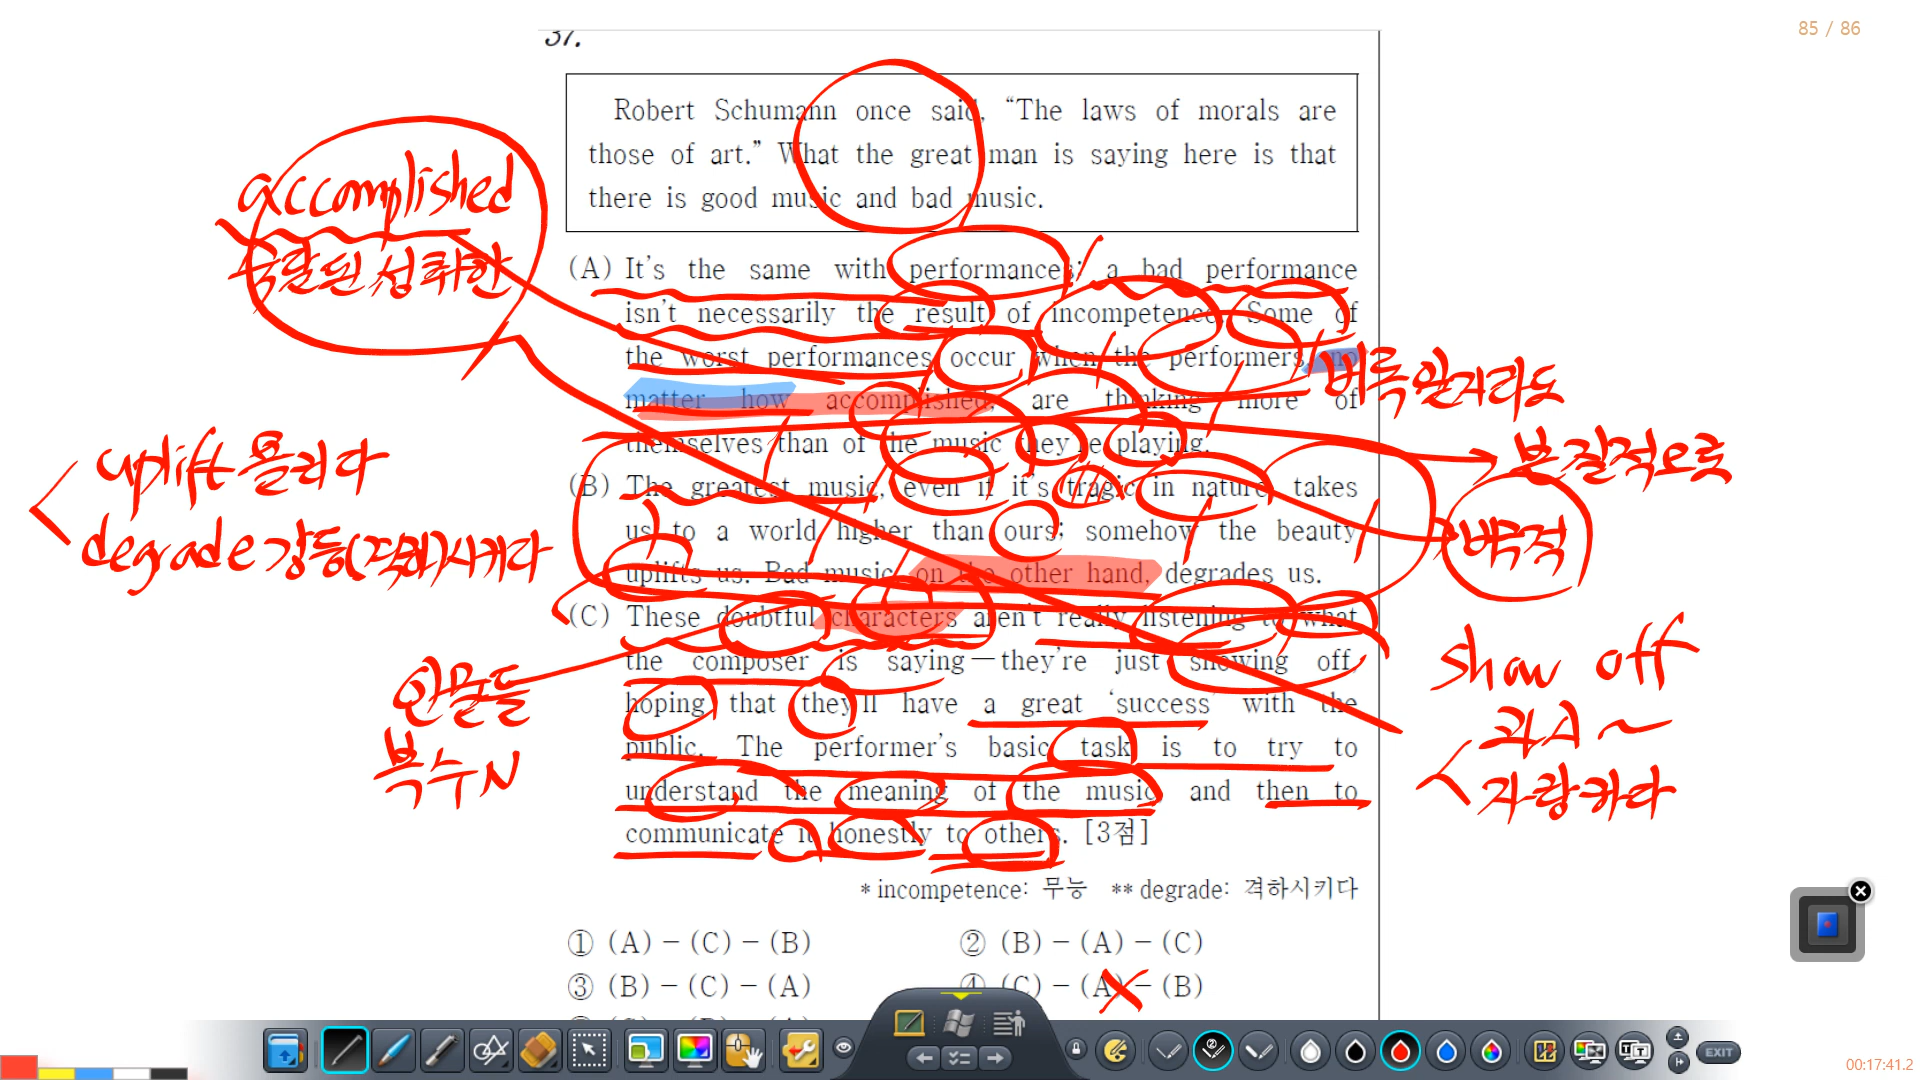 85 / 86
37.
Robert Schumann once said, “The laws of morals are
those of art.” What the great man is saying here is that
there is good music and bad music.
accomplished
숙달된 성취한
(A) It’s the same with performances; a bad performance
isn’t necessarily the result of incompetence. Some of
the worst performances occur when the performers, no
matter how accomplished, are thinking more of
themselves than of the music they’re playing.
비록 일지라도
본질적으로
(B) The greatest music, even if it’s tragic in nature, takes
us to a world higher than ours; somehow the beauty
uplifts us. Bad music, on the other hand, degrades us.
uplift 올리다
degrade 강등(격하)시키다
비극적
(C) These doubtful characters aren’t really listening to what
the composer is saying — they’re just showing off,
hoping that they’ll have a great ‘success’ with the
public. The performer’s basic task is to try to
understand the meaning of the music and then to
communicate it honestly to others. [3점]
인물들
복수N
show off
과시~
자랑하다
* incompetence: 무능 ** degrade: 격하시키다
① (A) － (C) － (B) ② (B) － (A) － (C)
③ (B) － (C) － (A) ④ (C) － (A) － (B)
EXIT
00:17:41.2